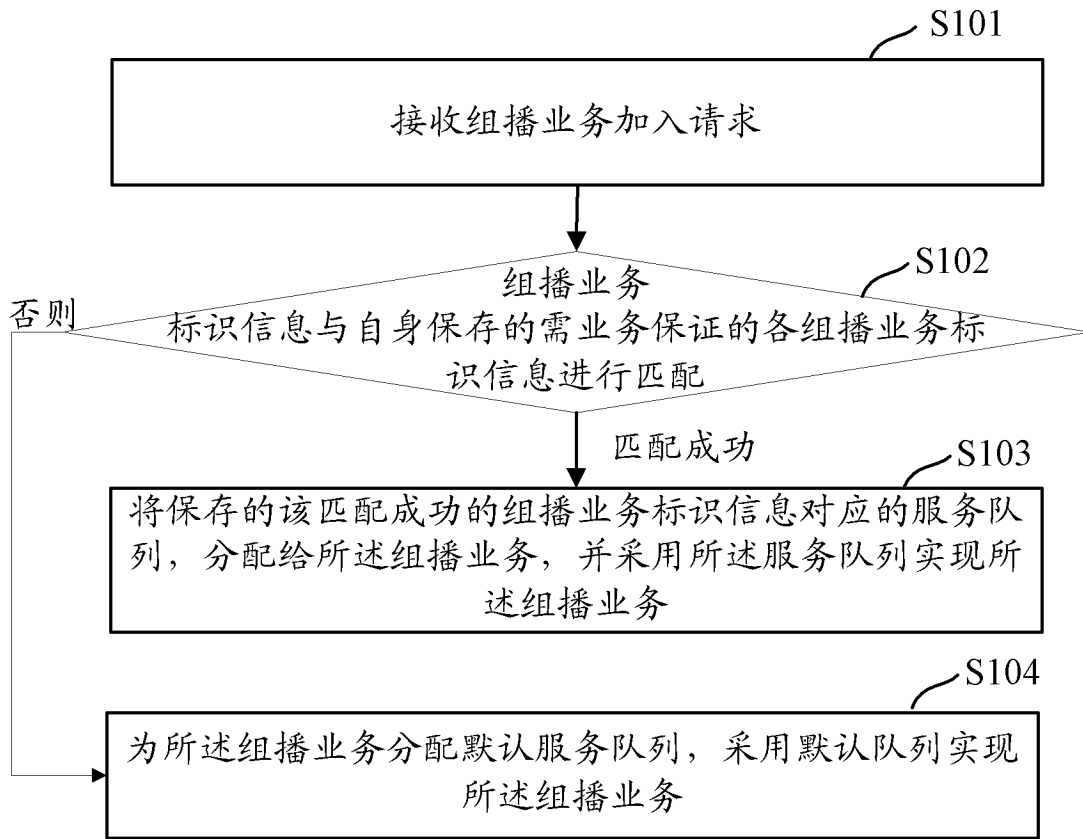 S101
接收组播业务加入请求
S102
组播业务
标识信息与自身保存的需业务保证的各组播业务标
识信息进行匹配
否则
匹配成功
S103
将保存的该匹配成功的组播业务标识信息对应的服务队
列，分配给所述组播业务，并采用所述服务队列实现所
述组播业务
S104
为所述组播业务分配默认服务队列，采用默认队列实现
所述组播业务